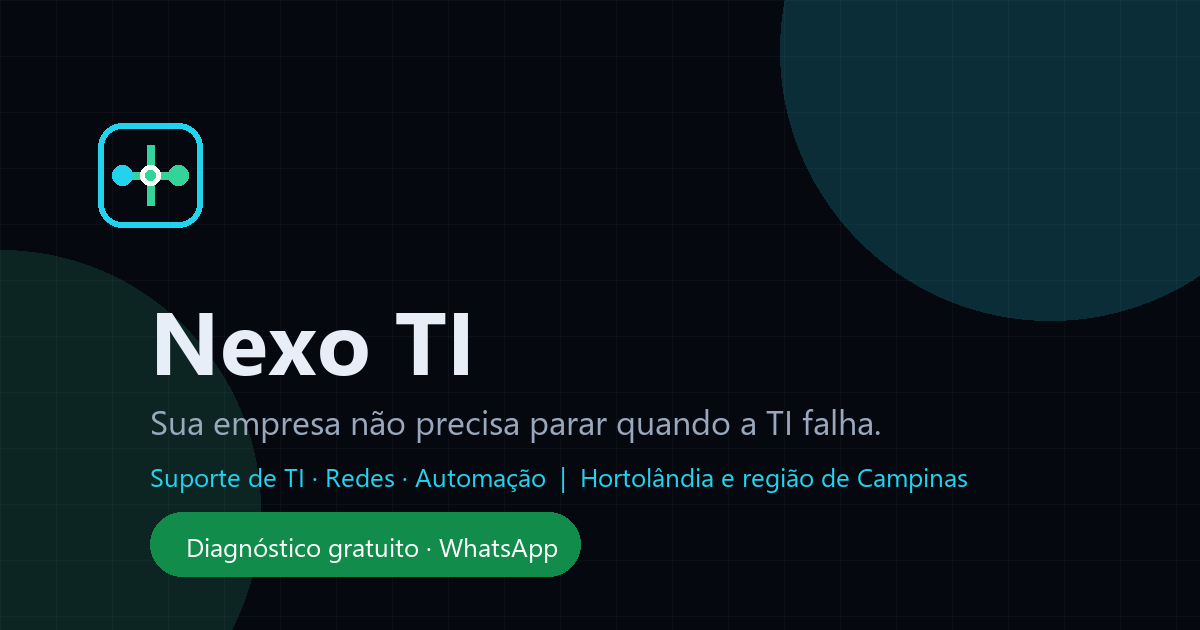 Nexo TI
Sua empresa não precisa parar quando a TI falha.
Suporte de TI · Redes · Automação | Hortolândia e região de Campinas
Diagnóstico gratuito · WhatsApp